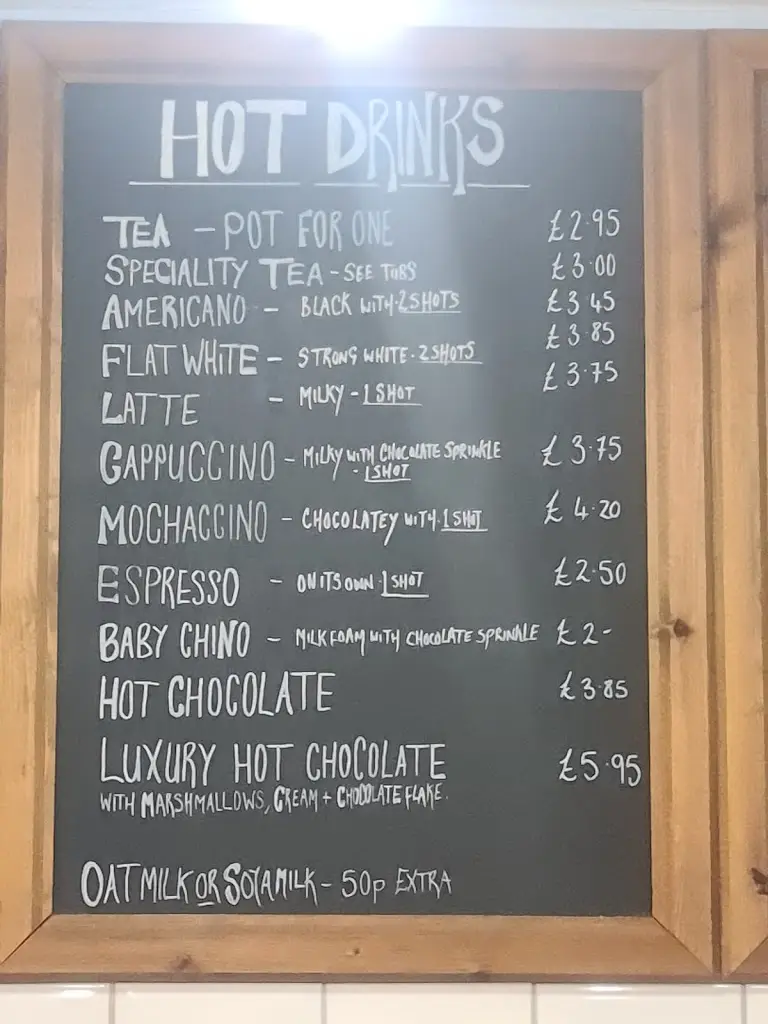 HOT DRINKS
TEA - POT FOR ONE £2.95
SPECIALITY TEA - SEE TUBS £3.00
AMERICANO - BLACK WITH 2 SHOTS £3.45
FLAT WHITE - STRONG WHITE. 2 SHOTS £3.85
LATTE - MILKY - 1 SHOT £3.75
CAPPUCCINO - MILKY WITH CHOCOLATE SPRINKLE £3.75
- 1 SHOT
MOCHACCINO - CHOCOLATEY WITH 1 SHOT £4.20
ESPRESSO - ON ITS OWN 1 SHOT £2.50
BABY CHINO - MILK FOAM WITH CHOCOLATE SPRINKLE £2-
HOT CHOCOLATE £3.85
LUXURY HOT CHOCOLATE £5.95
WITH MARSHMALLOWS, CREAM + CHOCOLATE FLAKE.
OAT MILK OR SOYA MILK - 50p EXTRA